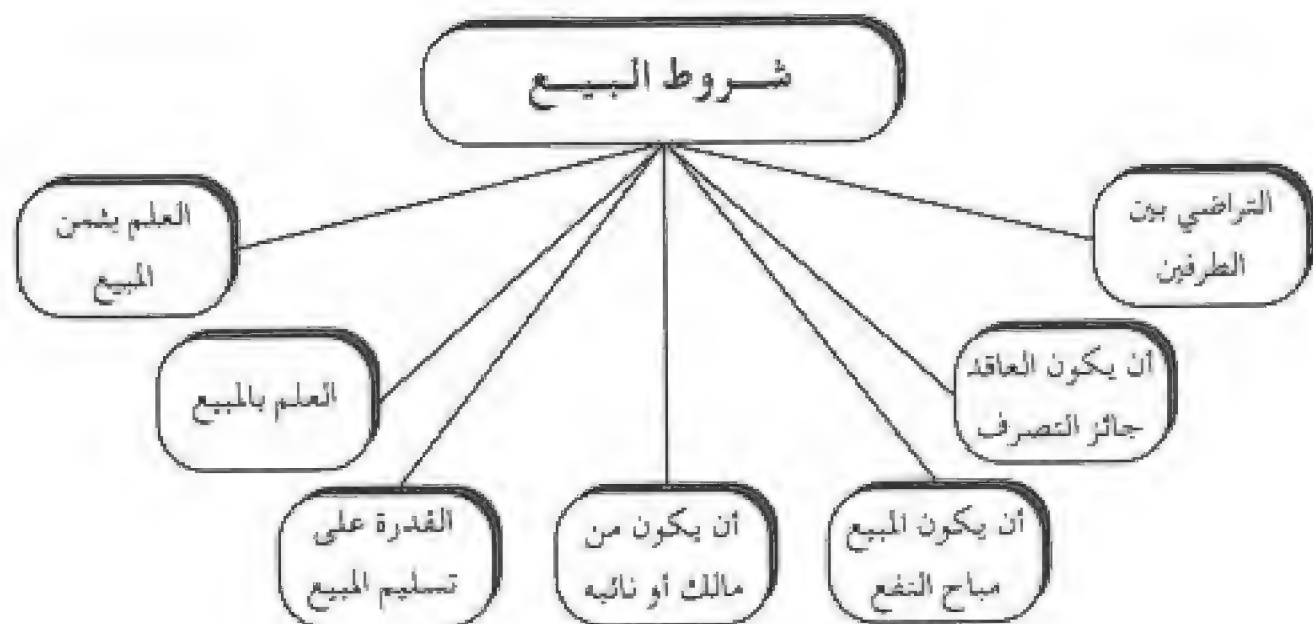 شروط البيع
التراضي بين
الطرفين
أن يكون العاقد
جائز التصرف
أن يكون المبيع
مباح النفع
أن يكون من
مالك أو نائبه
القدرة على
تسليم المبيع
العلم بالمبيع
العلم بثمن
المبيع